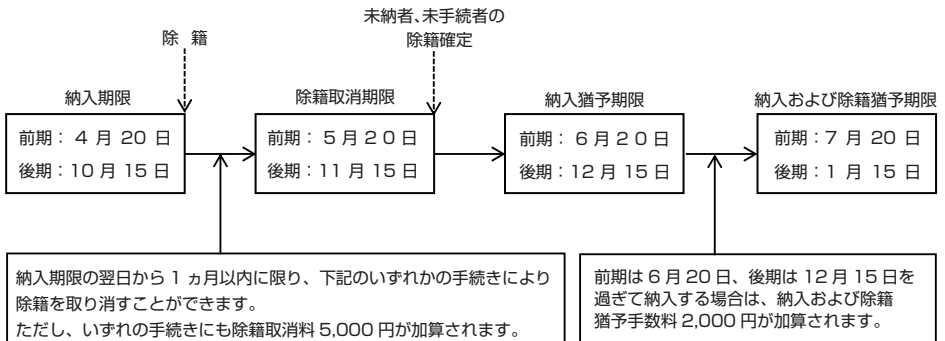 除 籍
未納者、未手続者の
除籍確定
納入期限
除籍取消期限
納入猶予期限
納入および除籍猶予期限
前期：4 月 20 日
後期：10 月 15 日
前期：5 月 2 0 日
後期：11 月 15 日
前期：6 月 2 0 日
後期：12 月 15 日
前期：7 月 20 日
後期：1 月 15 日
納入期限の翌日から 1 ヵ月以内に限り、下記のいずれかの手続きにより
除籍を取り消すことができます。
ただし、いずれの手続きにも除籍取消料 5,000 円が加算されます。
前期は 6 月 20 日、後期は 12 月 15 日を
過ぎて納入する場合は、納入および除籍
猶予手数料 2,000 円が加算されます。